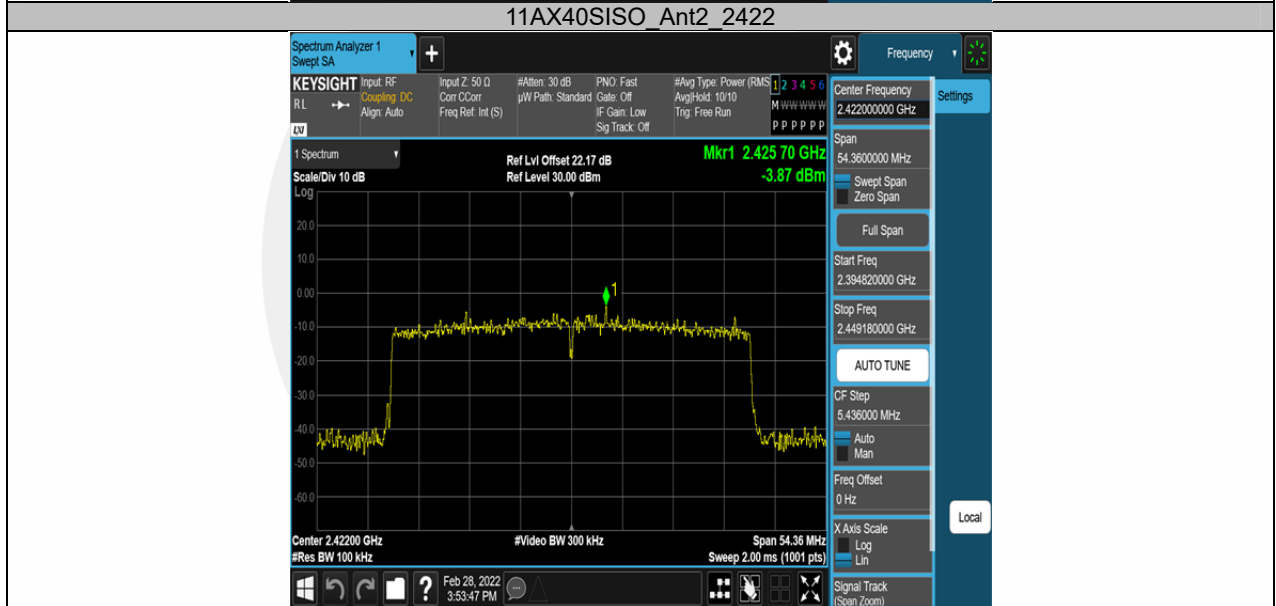 11AX40SISO_Ant2_2422
Spectrum Analyzer 1
Swept SA
+
Frequency
KEYSIGHT
RL
LXI
Input: RF
Coupling: DC
Align: Auto
Input Z: 50 Ω
Corr CCorr
Freq Ref: Int (S)
#Atten: 30 dB
µW Path: Standard
PNO: Fast
Gate: Off
IF Gain: Low
Sig Track: Off
#Avg Type: Power (RMS
Avg|Hold: 10/10
Trig: Free Run
1 2 3 4 5 6
M W W W W W
P P P P P P
Center Frequency
2.422000000 GHz
Settings
Span
54.3600000 MHz
Swept Span
Zero Span
Full Span
Start Freq
2.394820000 GHz
Stop Freq
2.449180000 GHz
AUTO TUNE
CF Step
5.436000 MHz
Auto
Man
Freq Offset
0 Hz
X Axis Scale
Log
Lin
Signal Track
(Span Zoom)
Local
1 Spectrum
Scale/Div 10 dB
Log
Ref Lvl Offset 22.17 dB
Ref Level 30.00 dBm
Mkr1 2.425 70 GHz
-3.87 dBm
20.0
10.0
0.00
-10.0
-20.0
-30.0
-40.0
-50.0
-60.0
1
Center 2.42200 GHz
#Res BW 100 kHz
#Video BW 300 kHz
Span 54.36 MHz
Sweep 2.00 ms (1001 pts)
?
Feb 28, 2022
3:53:47 PM